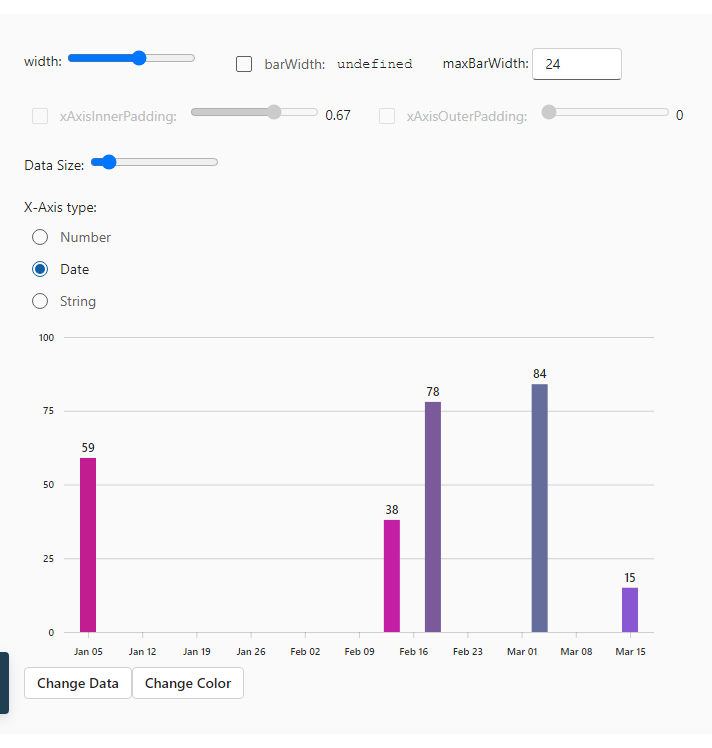 width: barWidth: undefined maxBarWidth: 24
xAxisInnerPadding: 0.67 xAxisOuterPadding: 0
Data Size:
X-Axis type:
Number
Date
String
100
84
78
75
59
50
38
25
15
0
Jan 05 Jan 12 Jan 19 Jan 26 Feb 02 Feb 09 Feb 16 Feb 23 Mar 01 Mar 08 Mar 15
Change Data Change Color